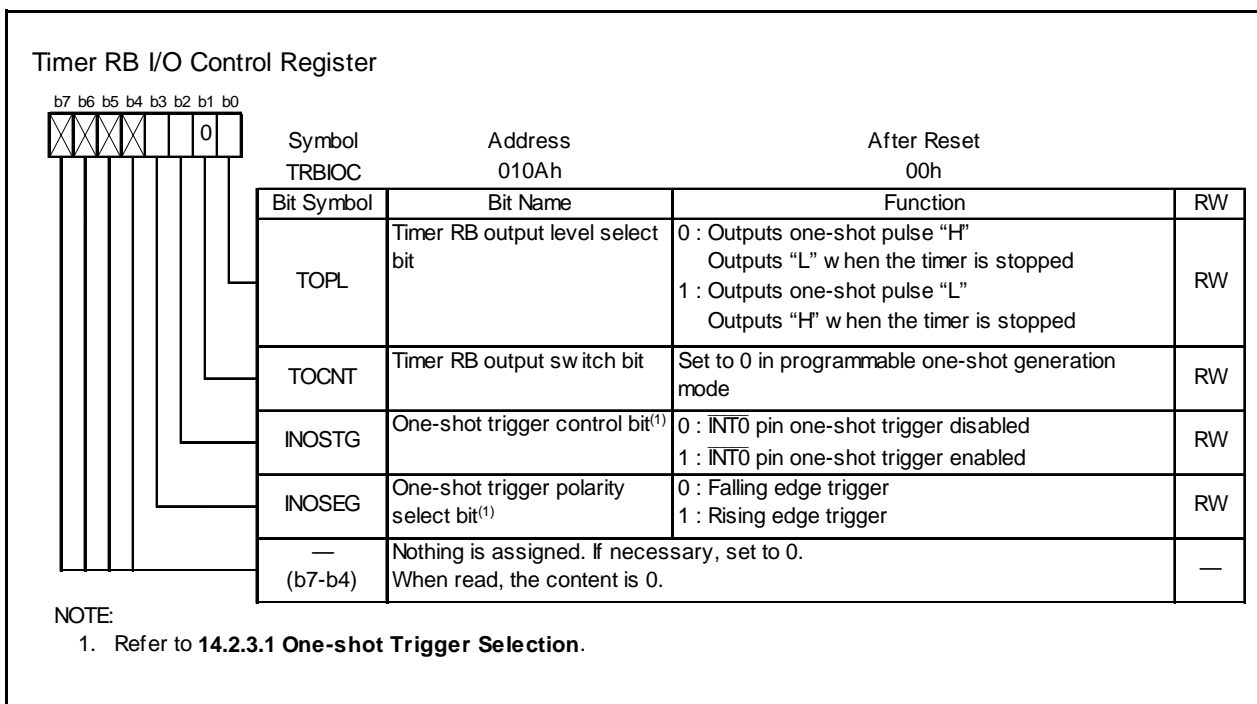 Timer RB I/O Control Register
b7 b6 b5 b4 b3 b2 b1 b0
0
Symbol Address After Reset
TRBIOC 010Ah 00h
Bit Symbol Bit Name Function RW
TOPL Timer RB output level select bit 0 : Outputs one-shot pulse “H” RW
Outputs “L” when the timer is stopped
1 : Outputs one-shot pulse “L”
Outputs “H” when the timer is stopped
TOCNT Timer RB output switch bit Set to 0 in programmable one-shot generation mode RW
INOSTG One-shot trigger control bit(1) 0 : INT0 pin one-shot trigger disabled RW
1 : INT0 pin one-shot trigger enabled
INOSEG One-shot trigger polarity select bit(1) 0 : Falling edge trigger RW
1 : Rising edge trigger
— (b7-b4) Nothing is assigned. If necessary, set to 0. —
When read, the content is 0.
NOTE:
1. Refer to 14.2.3.1 One-shot Trigger Selection.